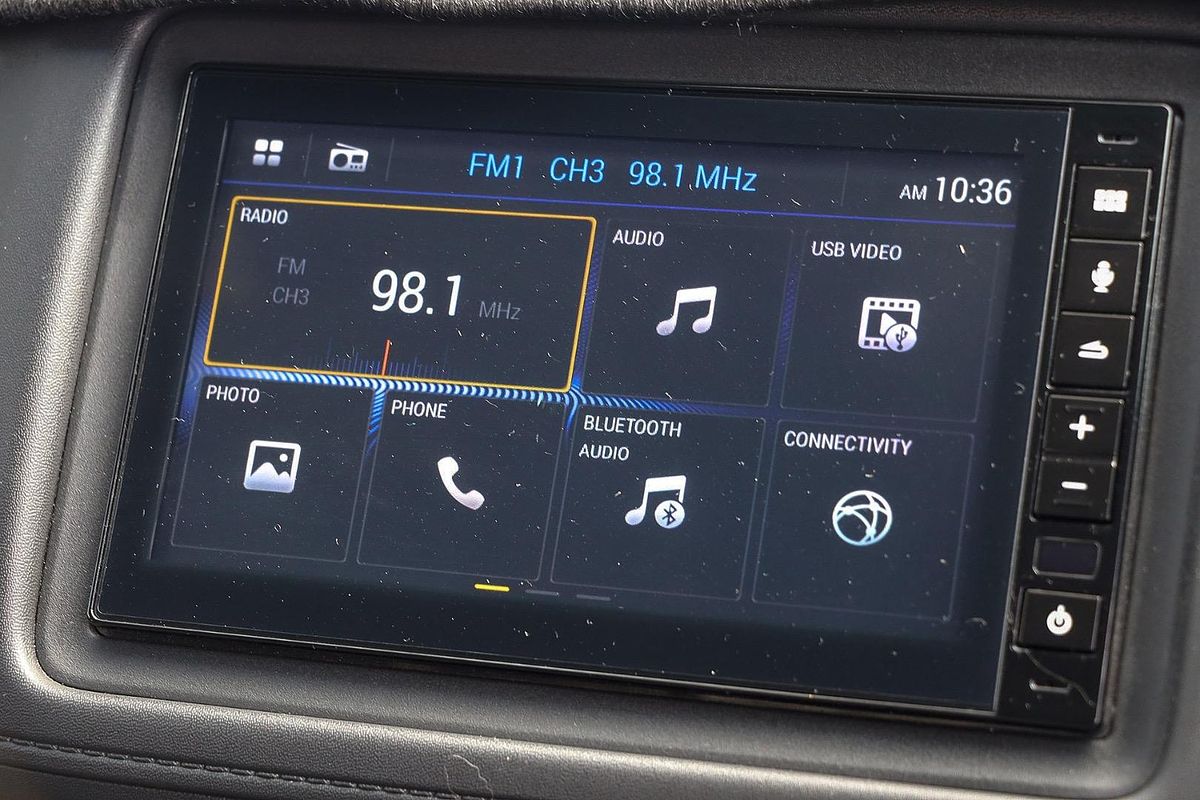 FM1 CH3 98.1 MHz
AM 10:36
RADIO
FM
CH3
98.1 MHz
AUDIO
USB VIDEO
PHOTO
PHONE
BLUETOOTH
AUDIO
CONNECTIVITY